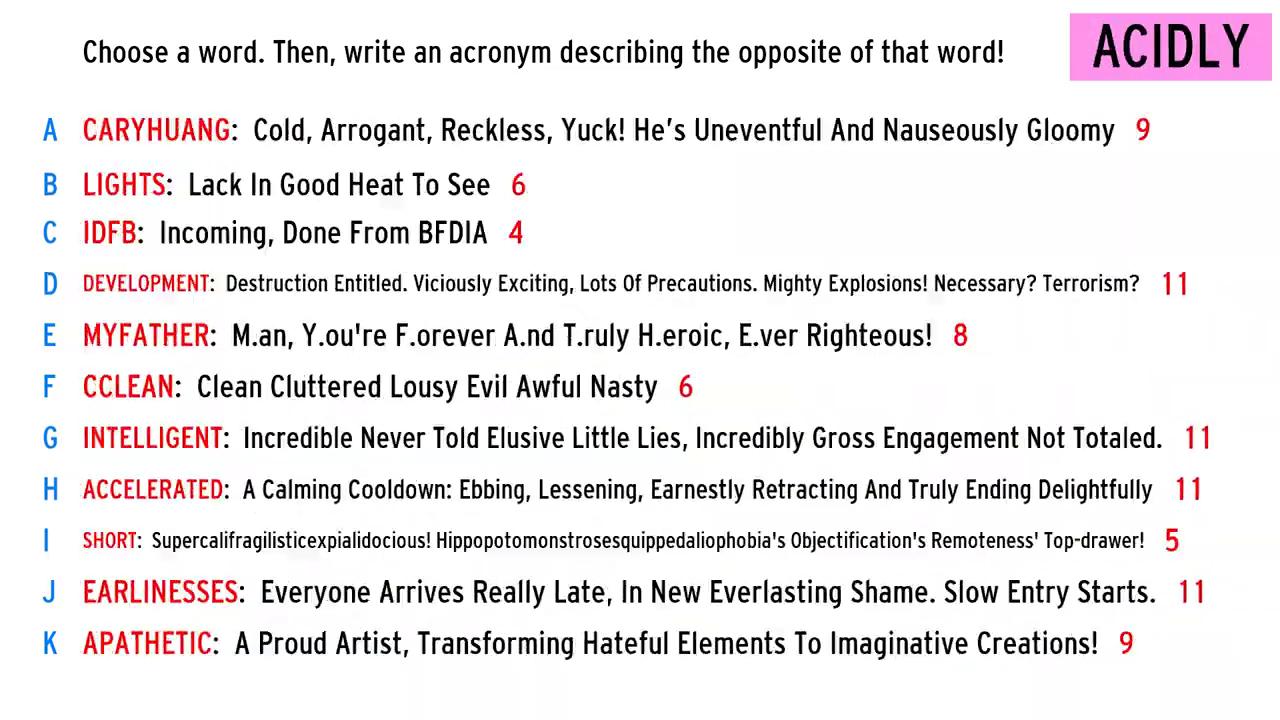 Choose a word. Then, write an acronym describing the opposite of that word!
ACIDLY
A CARYHUANG: Cold, Arrogant, Reckless, Yuck! He's Uneventful And Nauseously Gloomy 9
B LIGHTS: Lack In Good Heat To See 6
C IDFB: Incoming, Done From BFDIA 4
D DEVELOPMENT: Destruction Entitled. Viciously Exciting, Lots Of Precautions. Mighty Explosions! Necessary? Terrorism? 11
E MYFATHER: M.an, Y.ou're F.orever A.nd T.ruly H.eroic, E.ver Righteous! 8
F CCLEAN: Clean Cluttered Lousy Evil Awful Nasty 6
G INTELLIGENT: Incredible Never Told Elusive Little Lies, Incredibly Gross Engagement Not Totaled. 11
H ACCELERATED: A Calming Cooldown: Ebbing, Lessening, Earnestly Retracting And Truly Ending Delightfully 11
I SHORT: Supercalifragilisticexpialidocious! Hippopotomonstrosesquippedaliophobia's Objectification's Remoteness' Top-drawer! 5
J EARLINESSES: Everyone Arrives Really Late, In New Everlasting Shame. Slow Entry Starts. 11
K APATHETIC: A Proud Artist, Transforming Hateful Elements To Imaginative Creations! 9